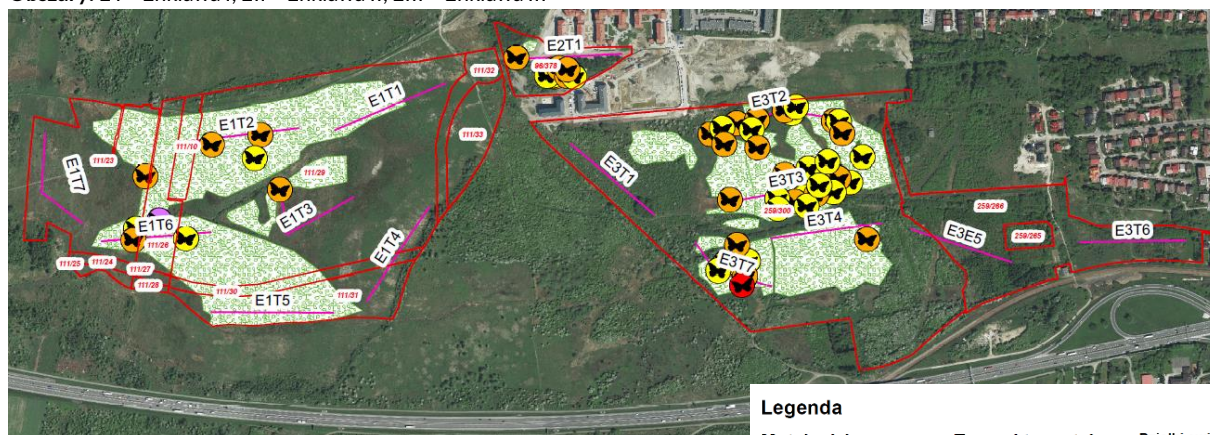 E2T1
96/378
111/32
E1T1
E1T2
111/33
E3T2
111/10
111/23
E1T7
111/29
E3T1
E3T3
E1T3
259/300
259/266
E3T4
E1T6
111/26
E1T4
E3E5
259/265
E3T6
111/25
111/24
111/27
111/28
E3T7
111/30
E1T5
111/31
Legenda